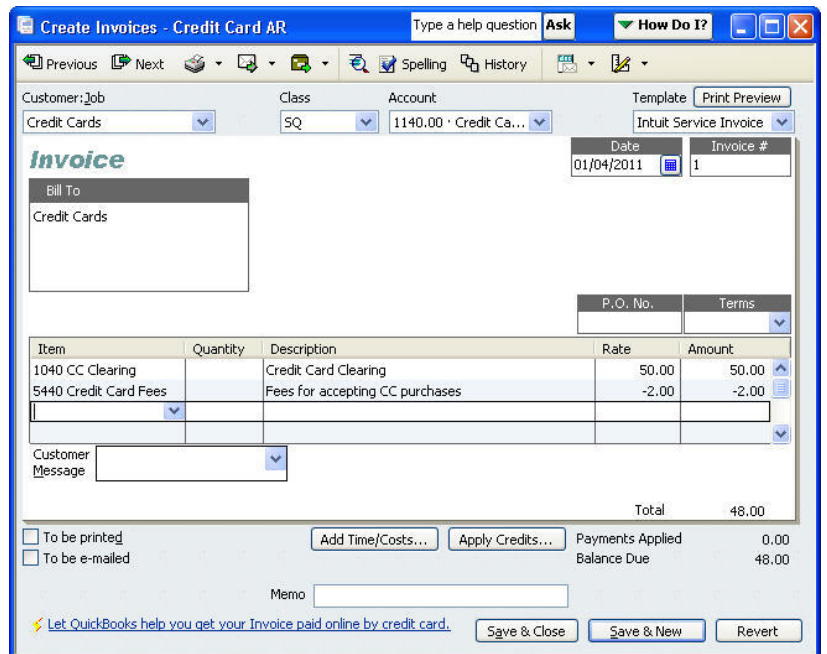 Create Invoices - Credit Card AR
Type a help question Ask
How Do I?
Previous Next Spelling History
Customer:Job Class Account Template Print Preview
Credit Cards SQ 1140.00 · Credit Ca... Intuit Service Invoice
Invoice
Date Invoice #
01/04/2011 1
Bill To
Credit Cards
P.O. No. Terms
Item Quantity Description Rate Amount
1040 CC Clearing Credit Card Clearing 50.00 50.00
5440 Credit Card Fees Fees for accepting CC purchases -2.00 -2.00
Customer
Message
Total 48.00
To be printed Add Time/Costs... Apply Credits... Payments Applied 0.00
To be e-mailed Balance Due 48.00
Memo
Let QuickBooks help you get your Invoice paid online by credit card. Save & Close Save & New Revert